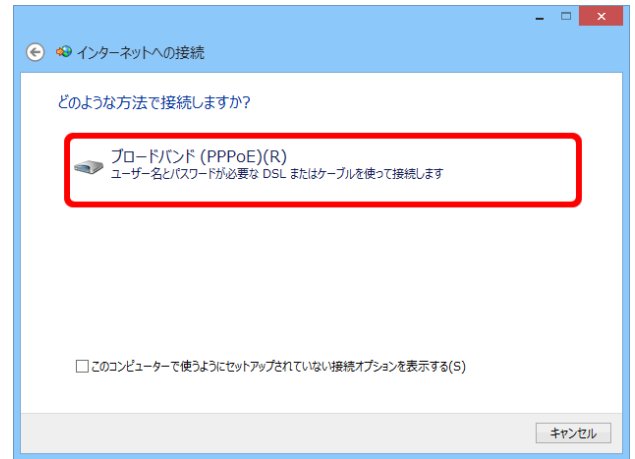 インターネットへの接続
どのような方法で接続しますか?
ブロードバンド (PPPoE)(R)
ユーザー名とパスワードが必要な DSL またはケーブルを使って接続します
このコンピューターで使うようにセットアップされていない接続オプションを表示する(S)
キャンセル